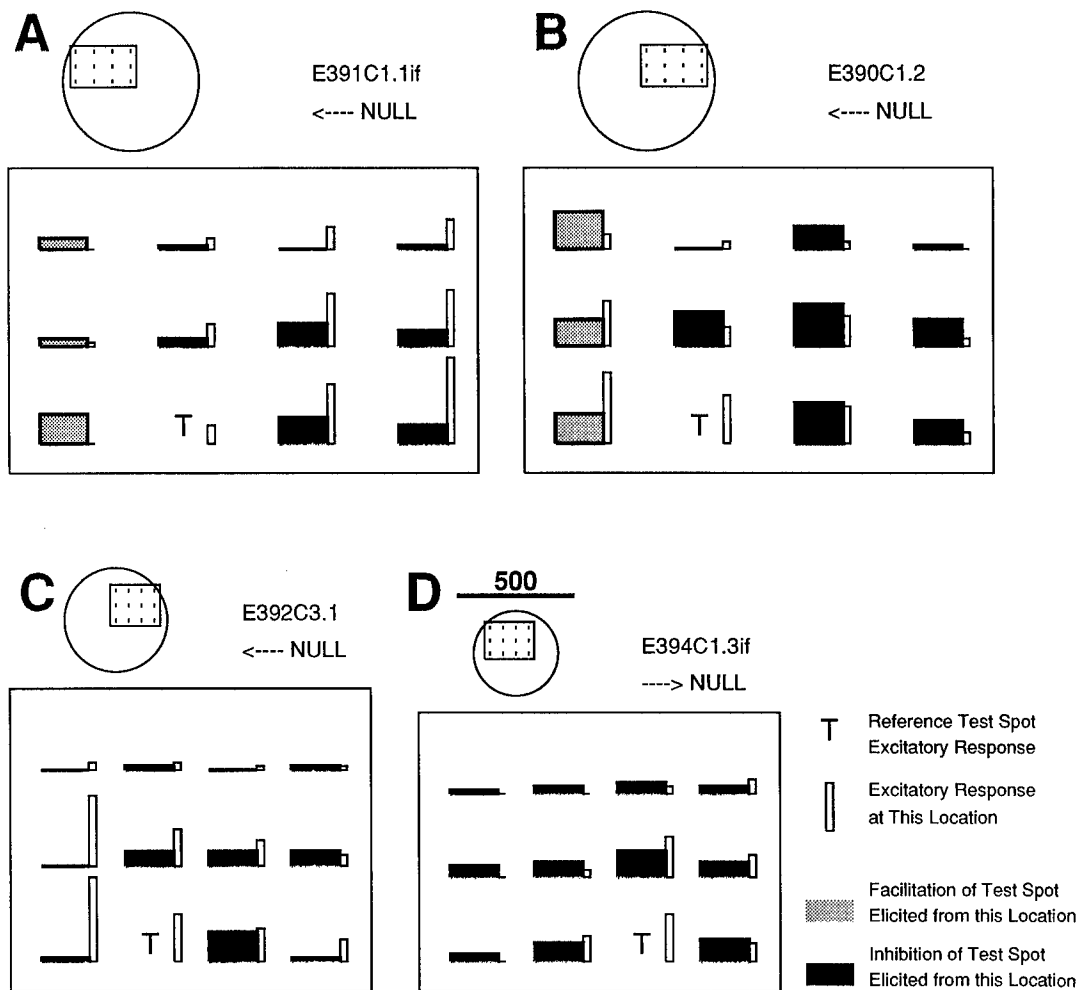 A
E391C1.1if
<---- NULL
B
E390C1.2
<---- NULL
T
T
C
E392C3.1
<---- NULL
D
500
E394C1.3if
----> NULL
T
T
T
Reference Test Spot
Excitatory Response
Excitatory Response
at This Location
Facilitation of Test Spot
Elicited from this Location
Inhibition of Test Spot
Elicited from this Location